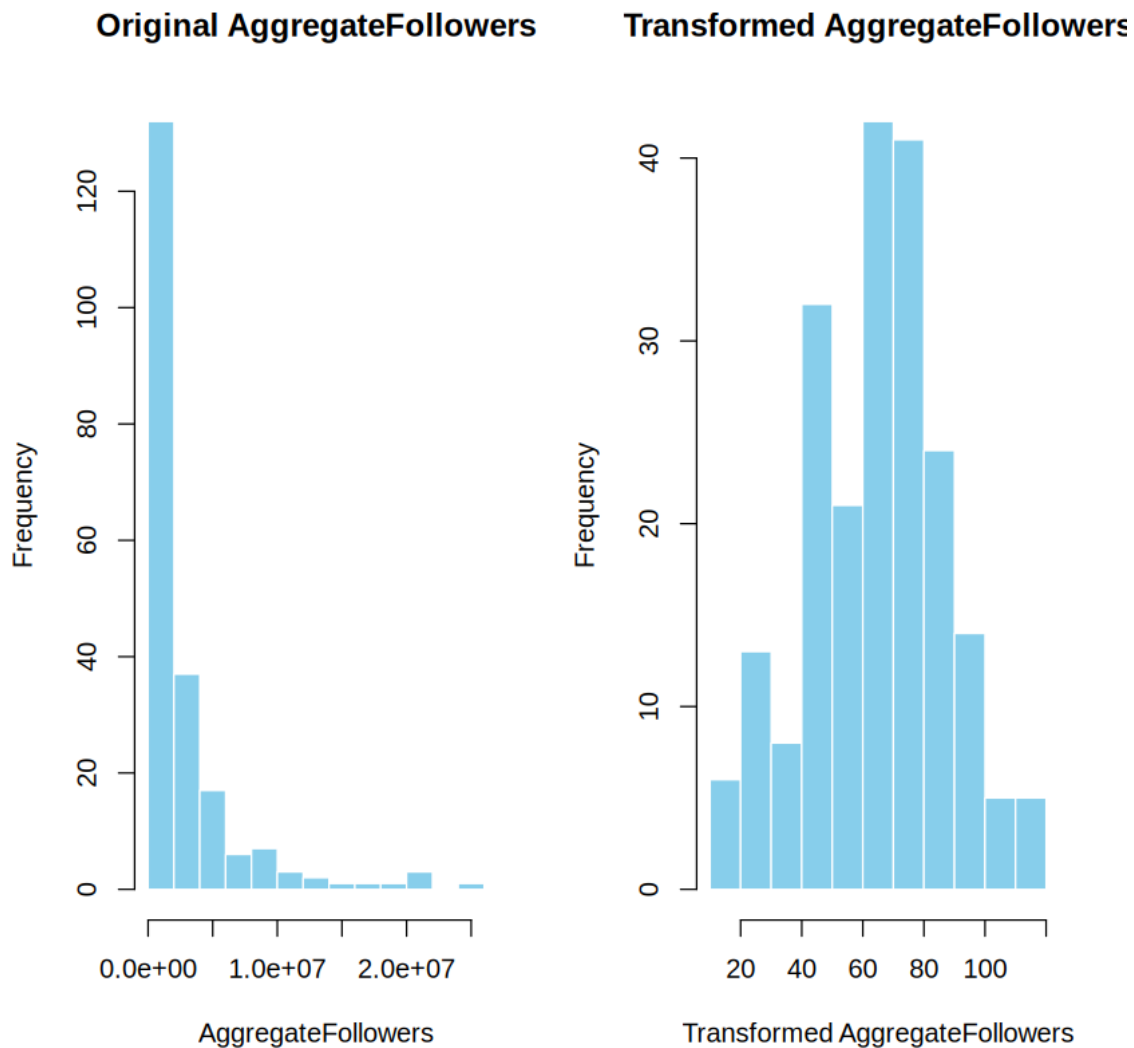 Original AggregateFollowers
Frequency
120
100
80
60
40
20
0
0.0e+00 1.0e+07 2.0e+07
AggregateFollowers
Transformed AggregateFollowers
Frequency
40
30
20
10
0
20 40 60 80 100
Transformed AggregateFollowers